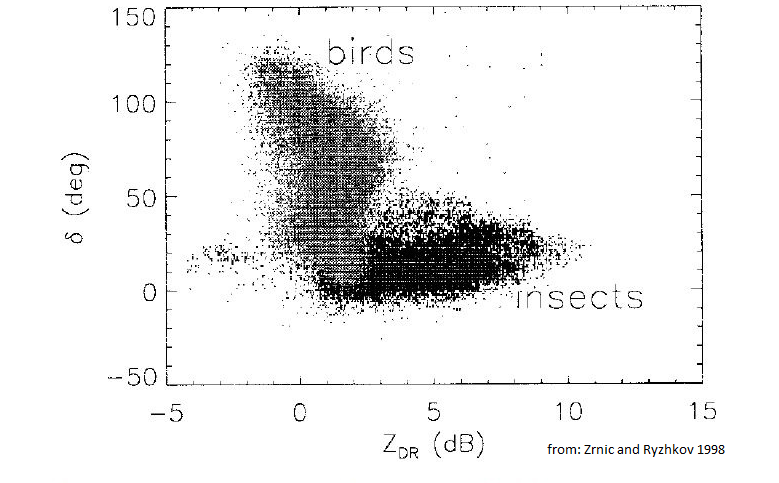 150
birds
100
50
δ (deg)
0
insects
−50
−5
0
5
10
15
Z_DR (dB)
from: Zrnic and Ryzhkov 1998